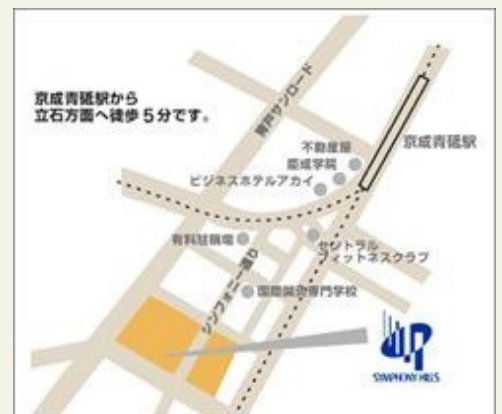 京成青砥駅から
立石方面へ徒歩5分です。
青戸サンロード
不動産屋
慶成学院
京成青砥駅
ビジネスホテルアカイ
有料駐輪場
セントラル
フィットネスクラブ
シンフォニー通り
国際鍼灸専門学校
SYMPHONY HILLS